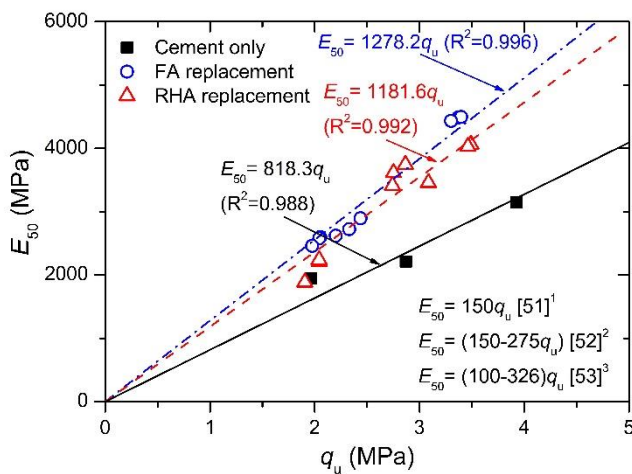 Cement only
FA replacement
RHA replacement
E50= 1278.2qu (R2=0.996)
E50= 1181.6qu
(R2=0.992)
E50= 818.3qu
(R2=0.988)
E50= 150qu [51]1
E50= (150-275qu) [52]2
E50= (100-326)qu [53]3
E50 (MPa)
6000
4000
2000
0
0 1 2 3 4 5
qu (MPa)